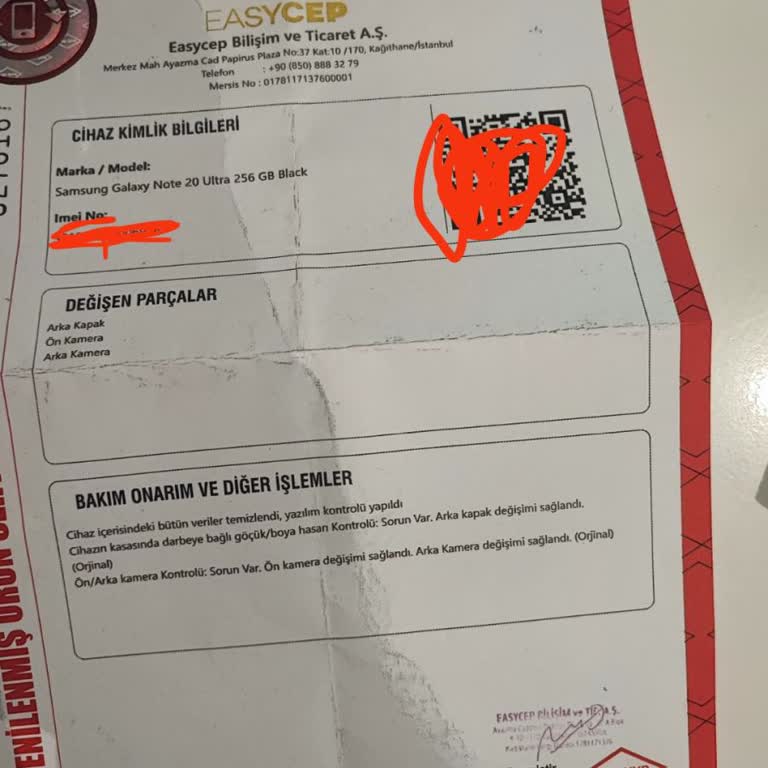 EASYCEP
Easycep Bilişim ve Ticaret A.Ş.
Merkez Mah Ayazma Cad Papirus Plaza No:37 Kat:10 /170, Kağıthane/İstanbul
Telefon : +90 (850) 888 32 79
Mersis No : 0178117137600001
CİHAZ KİMLİK BİLGİLERİ
Marka / Model:
Samsung Galaxy Note 20 Ultra 256 GB Black
Imei No:
DEĞİŞEN PARÇALAR
Arka Kapak
Ön Kamera
Arka Kamera
BAKIM ONARIM VE DİĞER İŞLEMLER
Cihaz içerisindeki bütün veriler temizlendi, yazılım kontrolü yapıldı
Cihazın kasasında darbeye bağlı göçük/boya hasan Kontrolü: Sorun Var. Arka kapak değişimi sağlandı.
(Orjinal)
Ön/Arka kamera Kontrolü: Sorun Var. Ön kamera değişimi sağlandı. Arka Kamera değişimi sağlandı. (Orjinal)
ENİLENMİŞ ÜRÜN
EASYCEP BİLİŞİM ve TİC A.Ş.